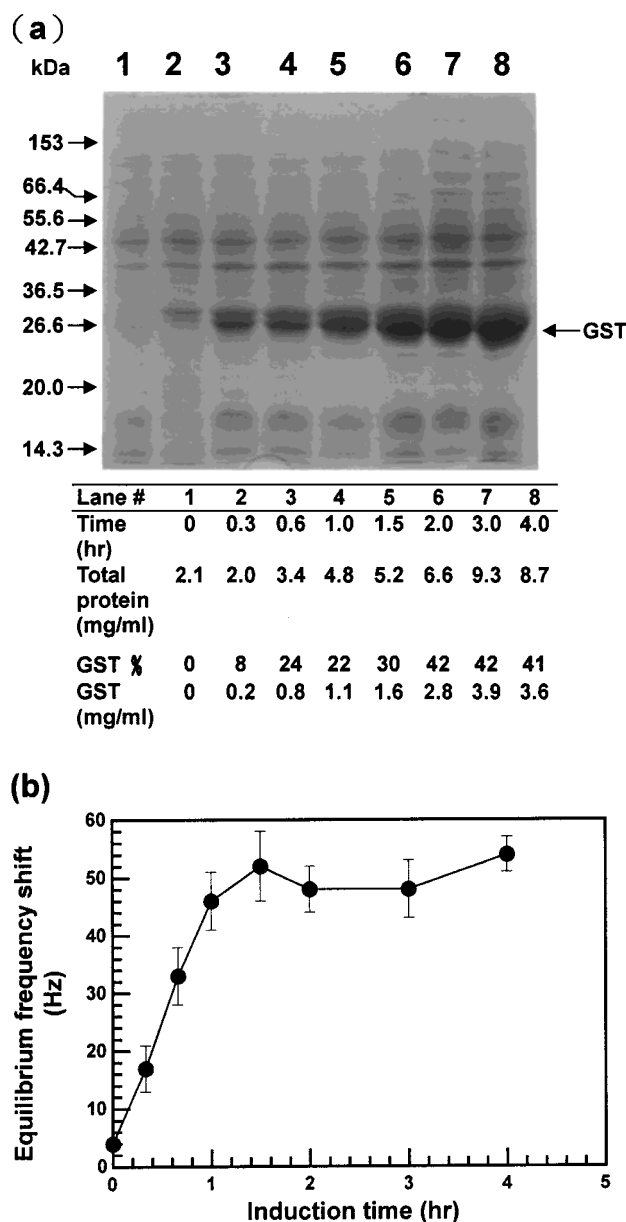 (a)
kDa 1 2 3 4 5 6 7 8
153
66.4
55.6
42.7
36.5
26.6
GST
20.0
14.3
Lane # 1 2 3 4 5 6 7 8
Time 0 0.3 0.6 1.0 1.5 2.0 3.0 4.0
(hr)
Total 2.1 2.0 3.4 4.8 5.2 6.6 9.3 8.7
protein
(mg/ml)
GST % 0 8 24 22 30 42 42 41
GST 0 0.2 0.8 1.1 1.6 2.8 3.9 3.6
(mg/ml)
(b)
Equilibrium frequency shift
(Hz)
60
50
40
30
20
10
0
0 1 2 3 4 5
Induction time (hr)